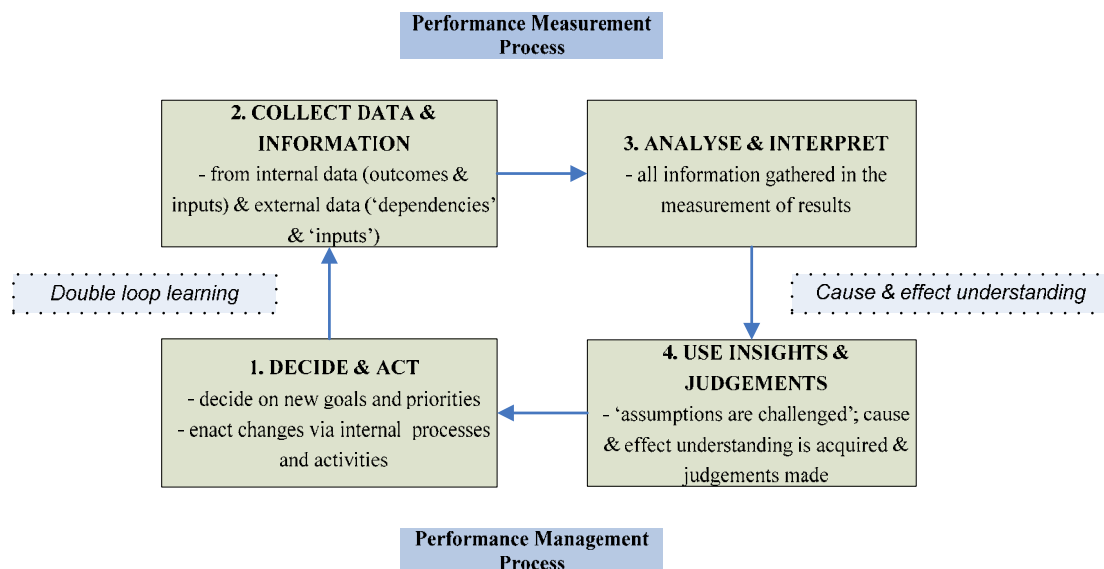 Performance Measurement
Process
2. COLLECT DATA &
INFORMATION
- from internal data (outcomes &
inputs) & external data (‘dependencies’
& ‘inputs’)
3. ANALYSE & INTERPRET
- all information gathered in the
measurement of results
Double loop learning
Cause & effect understanding
1. DECIDE & ACT
- decide on new goals and priorities
- enact changes via internal processes
and activities
4. USE INSIGHTS &
JUDGEMENTS
- ‘assumptions are challenged’; cause
& effect understanding is acquired &
judgements made
Performance Management
Process